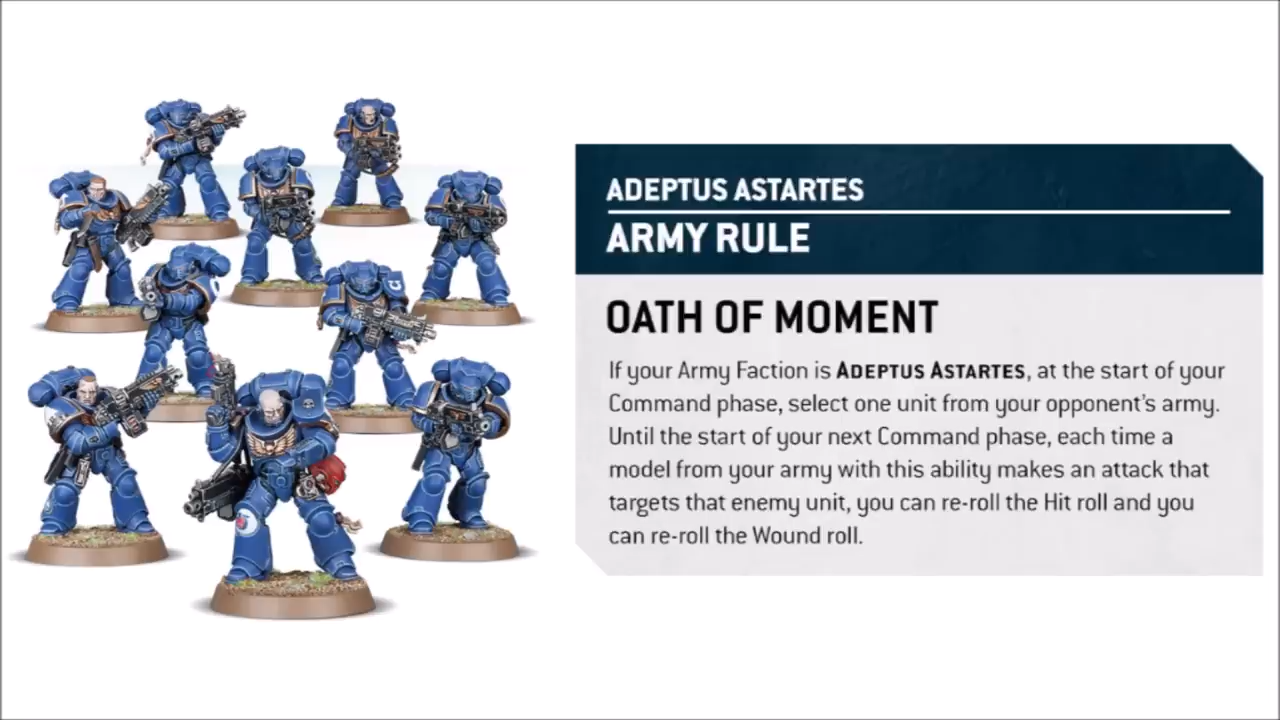 ADEPTUS ASTARTES
ARMY RULE
OATH OF MOMENT
If your Army Faction is ADEPTUS ASTARTES, at the start of your
Command phase, select one unit from your opponent's army.
Until the start of your next Command phase, each time a
model from your army with this ability makes an attack that
targets that enemy unit, you can re-roll the Hit roll and you
can re-roll the Wound roll.